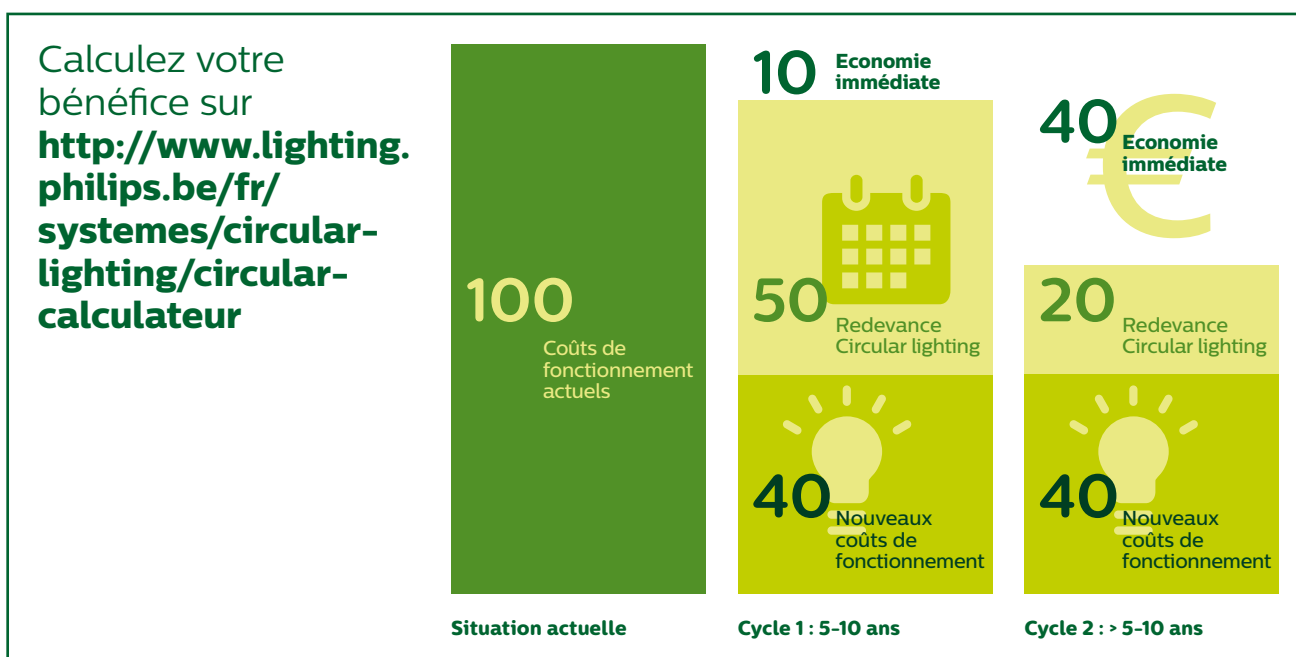 Calculez votre
bénéfice sur
http://www.lighting.
philips.be/fr/
systemes/circular-
lighting/circular-
calculateur
100
Coûts de
fonctionnement
actuels
Situation actuelle
10
Economie
immédiate
50
Redevance
Circular lighting
40
Nouveaux
coûts de
fonctionnement
Cycle 1 : 5-10 ans
40
Economie
immédiate
€
20
Redevance
Circular lighting
40
Nouveaux
coûts de
fonctionnement
Cycle 2 : > 5-10 ans